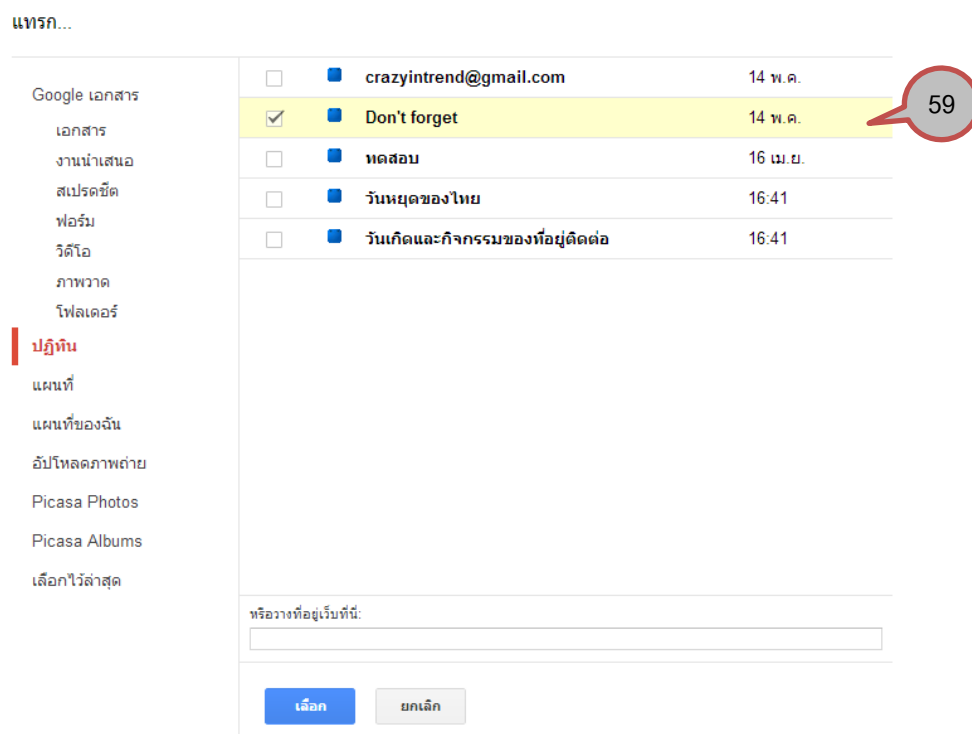 แทรก...
Google เอกสาร
เอกสาร
งานนำเสนอ
สเปรดชีต
ฟอร์ม
วิดีโอ
ภาพวาด
โฟลเดอร์
ปฏิทิน
แผนที่
แผนที่ของฉัน
อัปโหลดภาพถ่าย
Picasa Photos
Picasa Albums
เลือกไว้ล่าสุด
crazyintrend@gmail.com 14 พ.ค.
Don't forget 14 พ.ค.
59
ทดสอบ 16 เม.ย.
วันหยุดของไทย 16:41
วันเกิดและกิจกรรมของที่อยู่ติดต่อ 16:41
หรือวางที่อยู่เว็บที่นี่:
เลือก ยกเลิก